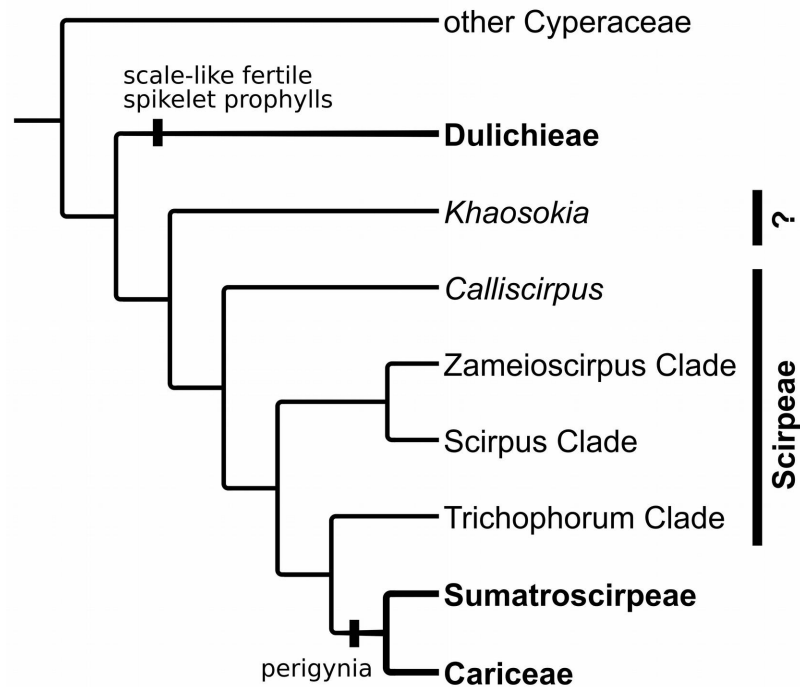 other Cyperaceae
scale-like fertile
spikelet prophylls
Dulichieae
Khaosokia
?
Calliscirpus
Zameioscirpus Clade
Scirpus Clade
Scirpeae
Trichophorum Clade
Sumatroscirpeae
perigynia
Cariceae